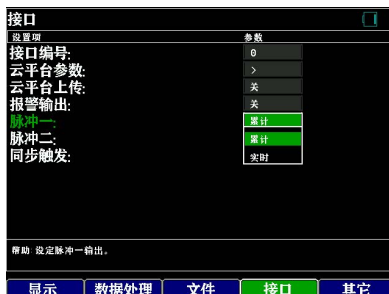 接口
设置项 参数
接口编号: 0
云平台参数: >
云平台上传: 关
报警输出: 关
脉冲一: 累计
脉冲二: 累计
同步触发: 实时
帮助:设定脉冲一输出。
显示 数据处理 文件 接口 其它